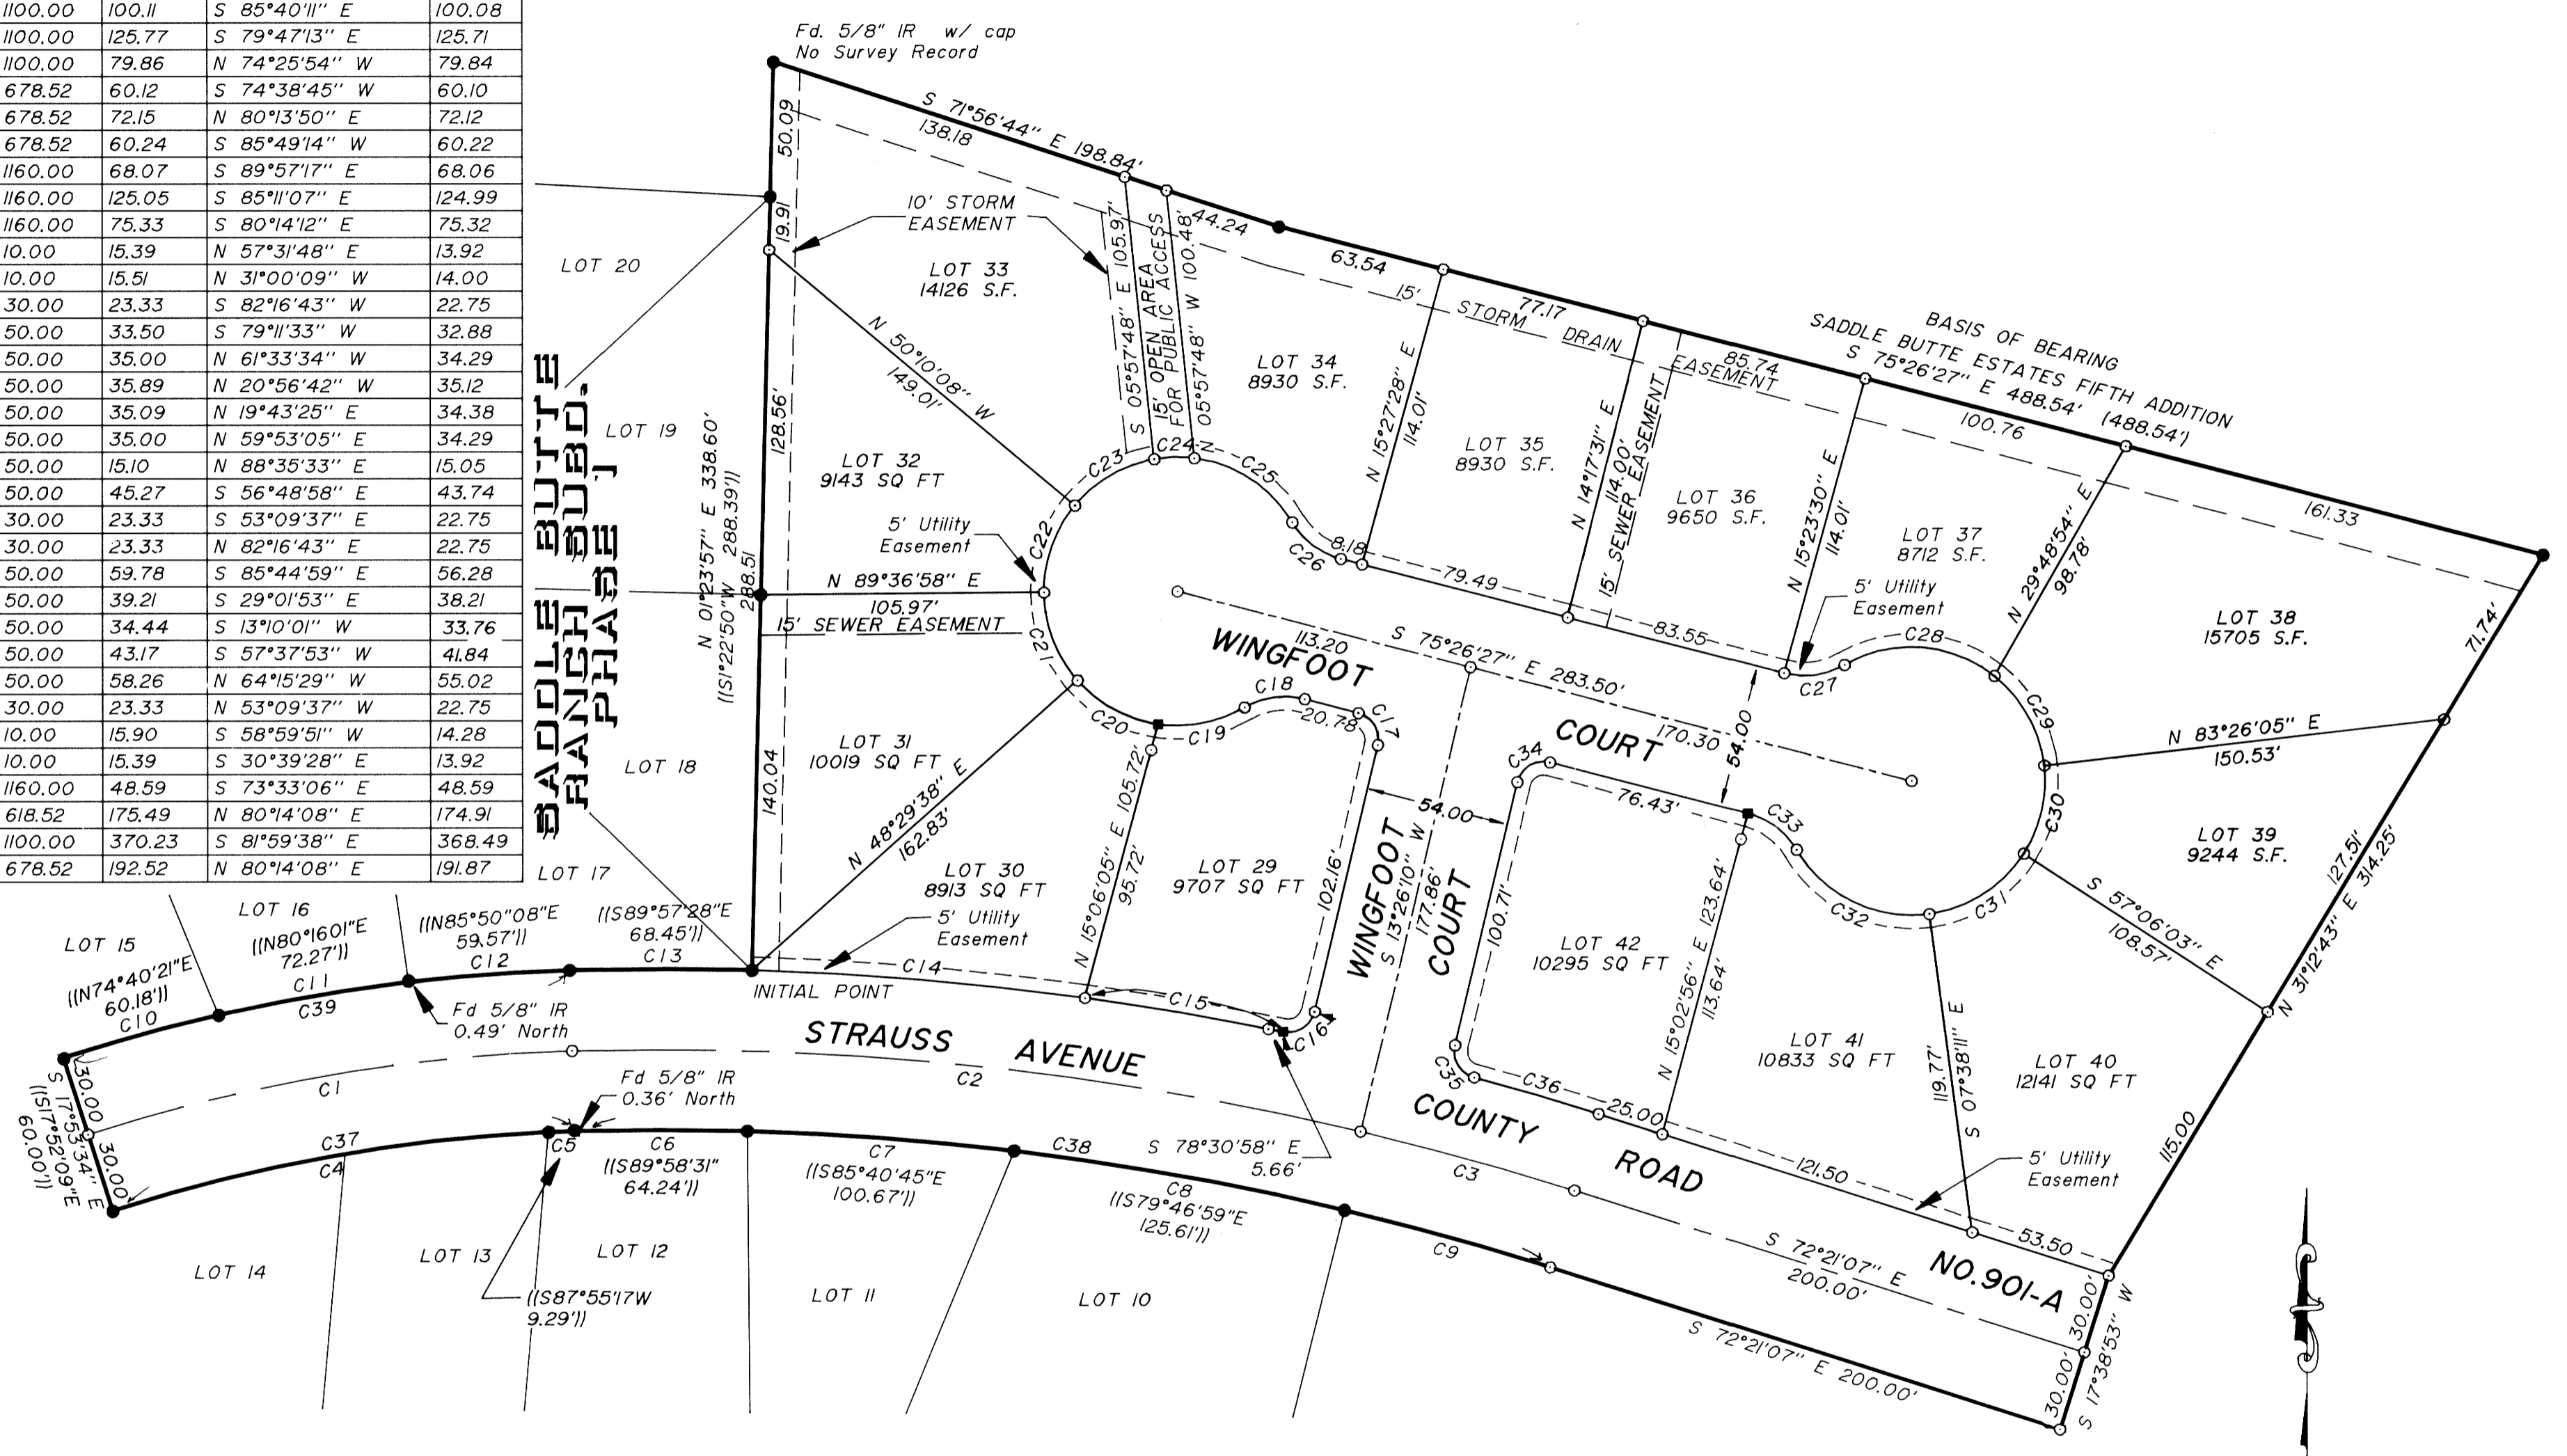 1100.00 100.11 S 85°40'11" E 100.08
1100.00 125.77 S 79°47'13" E 125.71
1100.00 79.86 N 74°25'54" W 79.84
678.52 60.12 S 74°38'45" W 60.10
678.52 72.15 N 80°13'50" E 72.12
678.52 60.24 S 85°49'14" W 60.22
1160.00 68.07 S 89°57'17" E 68.06
1160.00 125.05 S 85°11'07" E 124.99
1160.00 75.33 S 80°14'12" E 75.32
10.00 15.39 N 57°31'48" E 13.92
10.00 15.51 N 31°00'09" W 14.00
30.00 23.33 S 82°16'43" W 22.75
50.00 33.50 S 79°11'33" W 32.88
50.00 35.00 N 61°33'34" W 34.29
50.00 35.89 N 20°56'42" W 35.12
50.00 35.09 N 19°43'25" E 34.38
50.00 35.00 N 59°53'05" E 34.29
50.00 15.10 N 88°35'33" E 15.05
50.00 45.27 S 56°48'58" E 43.74
30.00 23.33 S 53°09'37" E 22.75
30.00 23.33 N 82°16'43" E 22.75
50.00 59.78 S 85°44'59" E 56.28
50.00 39.21 S 29°01'53" E 38.21
50.00 34.44 S 13°10'01" W 33.76
50.00 43.17 S 57°37'53" W 41.84
50.00 58.26 N 64°15'29" W 55.02
30.00 23.33 N 53°09'37" W 22.75
10.00 15.90 S 58°59'51" W 14.28
10.00 15.39 S 30°39'28" E 13.92
1160.00 48.59 S 73°33'06" E 48.59
618.52 175.49 N 80°14'08" E 174.91
1100.00 370.23 S 81°59'38" E 368.49
678.52 192.52 N 80°14'08" E 191.87
SADDLE BUTTE
RRANCH SUBD.
PHASE 1
Fd. 5/8" IR w/ cap
No Survey Record
S 71°56'44" E 198.84'
138.18
44.24
50.09
19.91
10' STORM
EASEMENT
LOT 33
14126 S.F.
S 05°57'48" E 105.97'
15' OPEN AREA
FOR PUBLIC ACCESS
N 05°57'48" W 100.48'
63.54
77.17
85.74
100.76
161.33
15' STORM DRAIN EASEMENT
BASIS OF BEARING
SADDLE BUTTE ESTATES FIFTH ADDITION
S 75°26'27" E 488.54' (488.54')
LOT 20
LOT 19
LOT 18
LOT 17
N 01°23'57" E 338.60'
((S1°22'50"W 288.39'))
288.51
128.56'
140.04
N 50°10'08" W
149.01'
LOT 32
9143 SQ FT
5' Utility
Easement
N 89°36'58" E
105.97'
15' SEWER EASEMENT
LOT 34
8930 S.F.
N 15°27'28" E
114.01'
LOT 35
8930 S.F.
N 14°17'31" E
114.00'
15' SEWER EASEMENT
LOT 36
9650 S.F.
N 15°23'30" E
114.01'
LOT 37
8712 S.F.
5' Utility
Easement
N 29°48'54" E
98.78'
LOT 38
15705 S.F.
71.74'
C22
C23
C24
C25
C26
8.18
79.49
83.55
C27
C28
C29
C30
C31
C32
C33
C21
C20
C19
C18
20.78
C17
WINGFOOT
COURT
113.20
S 75°26'27" E 283.50'
170.30
54.00
N 83°26'05" E
150.53'
LOT 39
9244 S.F.
127.51'
N 31°12'43" E 314.25'
S 57°06'03" E
108.57'
LOT 31
10019 SQ FT
N 48°29'38" E
162.83'
LOT 30
8913 SQ FT
N 15°06'05" E 105.72'
95.72'
LOT 29
9707 SQ FT
102.16'
54.00
WINGFOOT
COURT
S 13°26'10" W
177.86'
C34
76.43'
100.71'
LOT 42
10295 SQ FT
N 15°02'56" E 123.64'
113.64'
LOT 41
10833 SQ FT
S 07°38'11" E
119.77'
LOT 40
12141 SQ FT
115.00
5' Utility
Easement
C35
C36
25.00
121.50
53.50
LOT 15
LOT 16
((N74°40'21"E
60.18'))
C10
((N80°16'01"E
72.27'))
C11
C39
((N85°50'08"E
59.57'))
C12
((S89°57'28"E
68.45'))
C13
Fd 5/8" IR
0.49' North
INITIAL POINT
5' Utility
Easement
C14
C15
C16
STRAUSS AVENUE
C1
C2
C3
COUNTY ROAD NO.901-A
Fd 5/8" IR
0.36' North
30.00
30.00'
S 17°53'34" E
((S17°52'09"E
60.00'))
C37
C4
C5
C6
((S89°58'31"
64.24'))
C7
((S85°40'45"E
100.67'))
C38
C8
((S79°46'59"E
125.61'))
S 78°30'58" E
5.66'
C9
S 72°21'07" E
200.00'
S 72°21'07" E 200.00'
30.00'
30.00'
S 17°38'53" W
LOT 14
LOT 13
LOT 12
LOT 11
LOT 10
((S87°55'17W
9.29'))